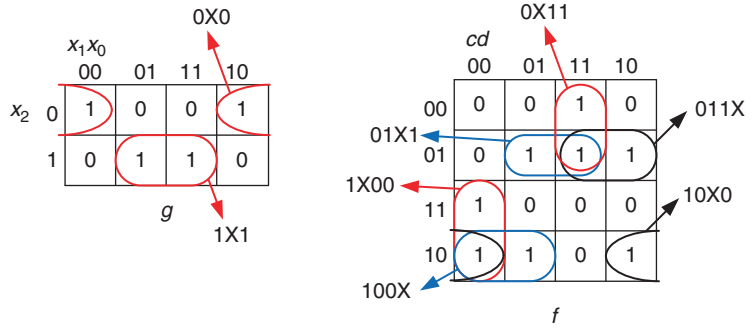 0X0
x1x0
00 01 11 10
x2 0 1 0 0 1
1 0 1 1 0
g
1X1
0X11
cd
00 01 11 10
00 0 0 1 0
01X1
011X
01 0 1 1 1
1X00
11 1 0 0 0
10X0
10 1 1 0 1
100X
f